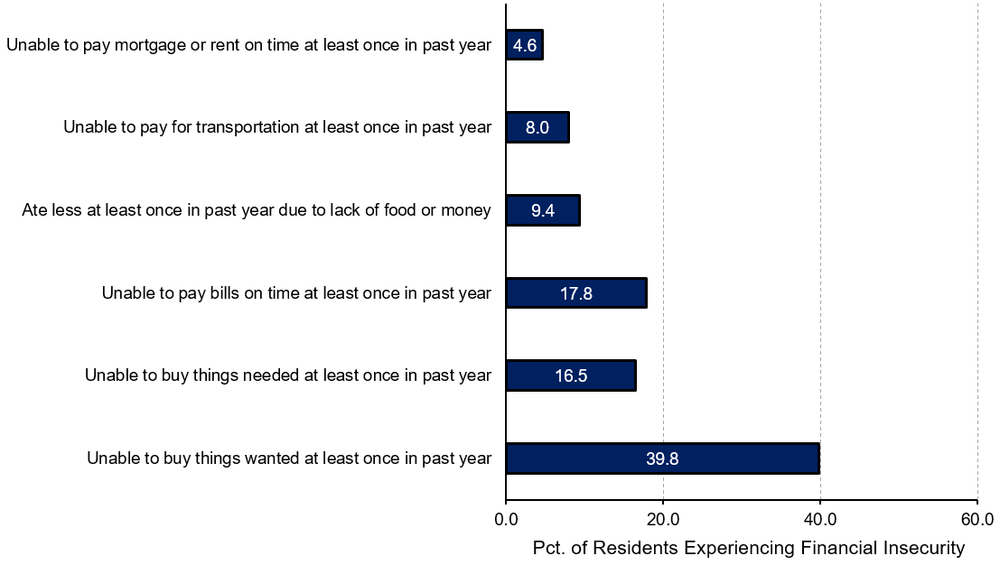 Unable to pay mortgage or rent on time at least once in past year
4.6
Unable to pay for transportation at least once in past year
8.0
Ate less at least once in past year due to lack of food or money
9.4
Unable to pay bills on time at least once in past year
17.8
Unable to buy things needed at least once in past year
16.5
Unable to buy things wanted at least once in past year
39.8
0.0 20.0 40.0 60.0
Pct. of Residents Experiencing Financial Insecurity